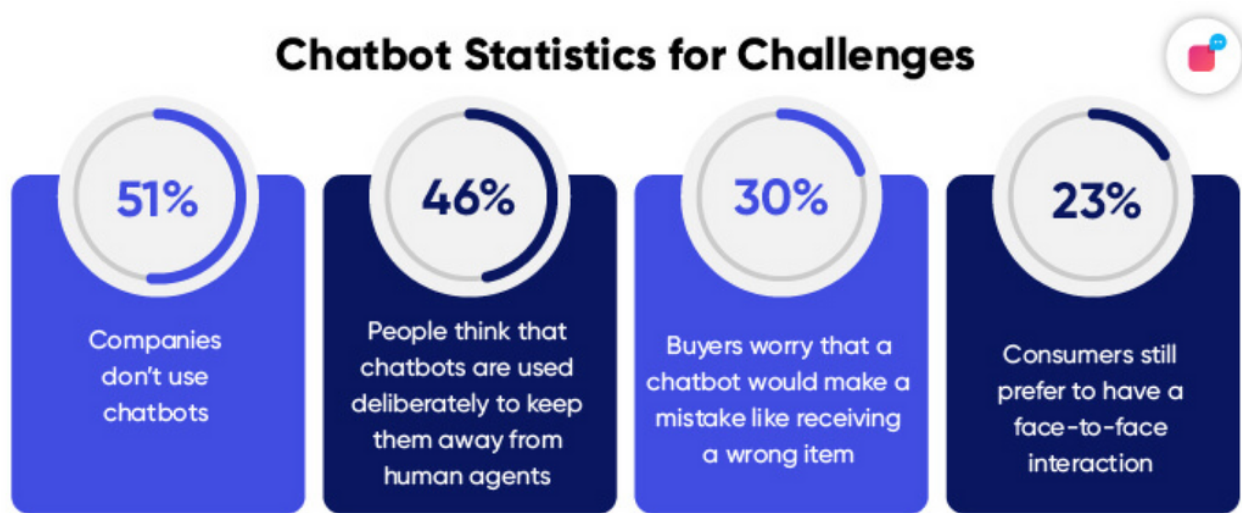 Chatbot Statistics for Challenges
51%
Companies
don't use
chatbots
46%
People think that
chatbots are used
deliberately to keep
them away from
human agents
30%
Buyers worry that a
chatbot would make a
mistake like receiving
a wrong item
23%
Consumers still
prefer to have a
face-to-face
interaction